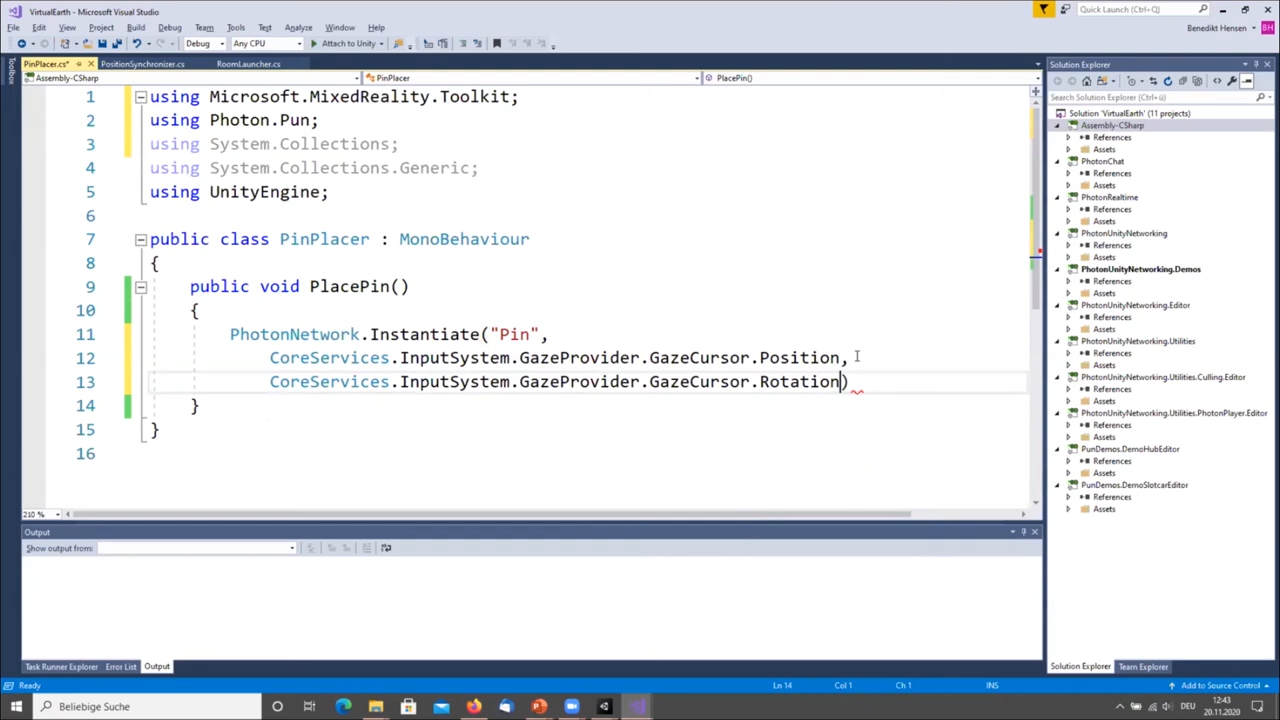 VirtualEarth - Microsoft Visual Studio
Quick Launch (Ctrl+Q)
File Edit View Project Build Debug Team Tools Test Analyze Window Help
Benedikt Hensen BH
Debug Any CPU Attach to Unity
Toolbox
PinPlacer.cs* PositionSynchronizer.cs RoomLauncher.cs
Assembly-CSharp PinPlacer PlacePin()
1 using Microsoft.MixedReality.Toolkit;
2 using Photon.Pun;
3 using System.Collections;
4 using System.Collections.Generic;
5 using UnityEngine;
6
7 public class PinPlacer : MonoBehaviour
8 {
9 public void PlacePin()
10 {
11 PhotonNetwork.Instantiate("Pin",
12 CoreServices.InputSystem.GazeProvider.GazeCursor.Position,
13 CoreServices.InputSystem.GazeProvider.GazeCursor.Rotation)
14 }
15 }
16
210 %
Output
Show output from:
Task Runner Explorer Error List Output
Solution Explorer
Search Solution Explorer (Ctrl+ü)
Solution 'VirtualEarth' (11 projects)
Assembly-CSharp
References
Assets
PhotonChat
References
Assets
PhotonRealtime
References
Assets
PhotonUnityNetworking
References
Assets
PhotonUnityNetworking.Demos
References
Assets
PhotonUnityNetworking.Editor
References
Assets
PhotonUnityNetworking.Utilities
References
Assets
PhotonUnityNetworking.Utilities.Culling.Editor
References
Assets
PhotonUnityNetworking.Utilities.PhotonPlayer.Editor
References
Assets
PunDemos.DemoHubEditor
References
Assets
PunDemos.DemoSlotcarEditor
References
Assets
Solution Explorer Team Explorer
Ready Ln 14 Col 1 Ch 1 INS Add to Source Control
Beliebige Suche
DEU
12:43
20.11.2020